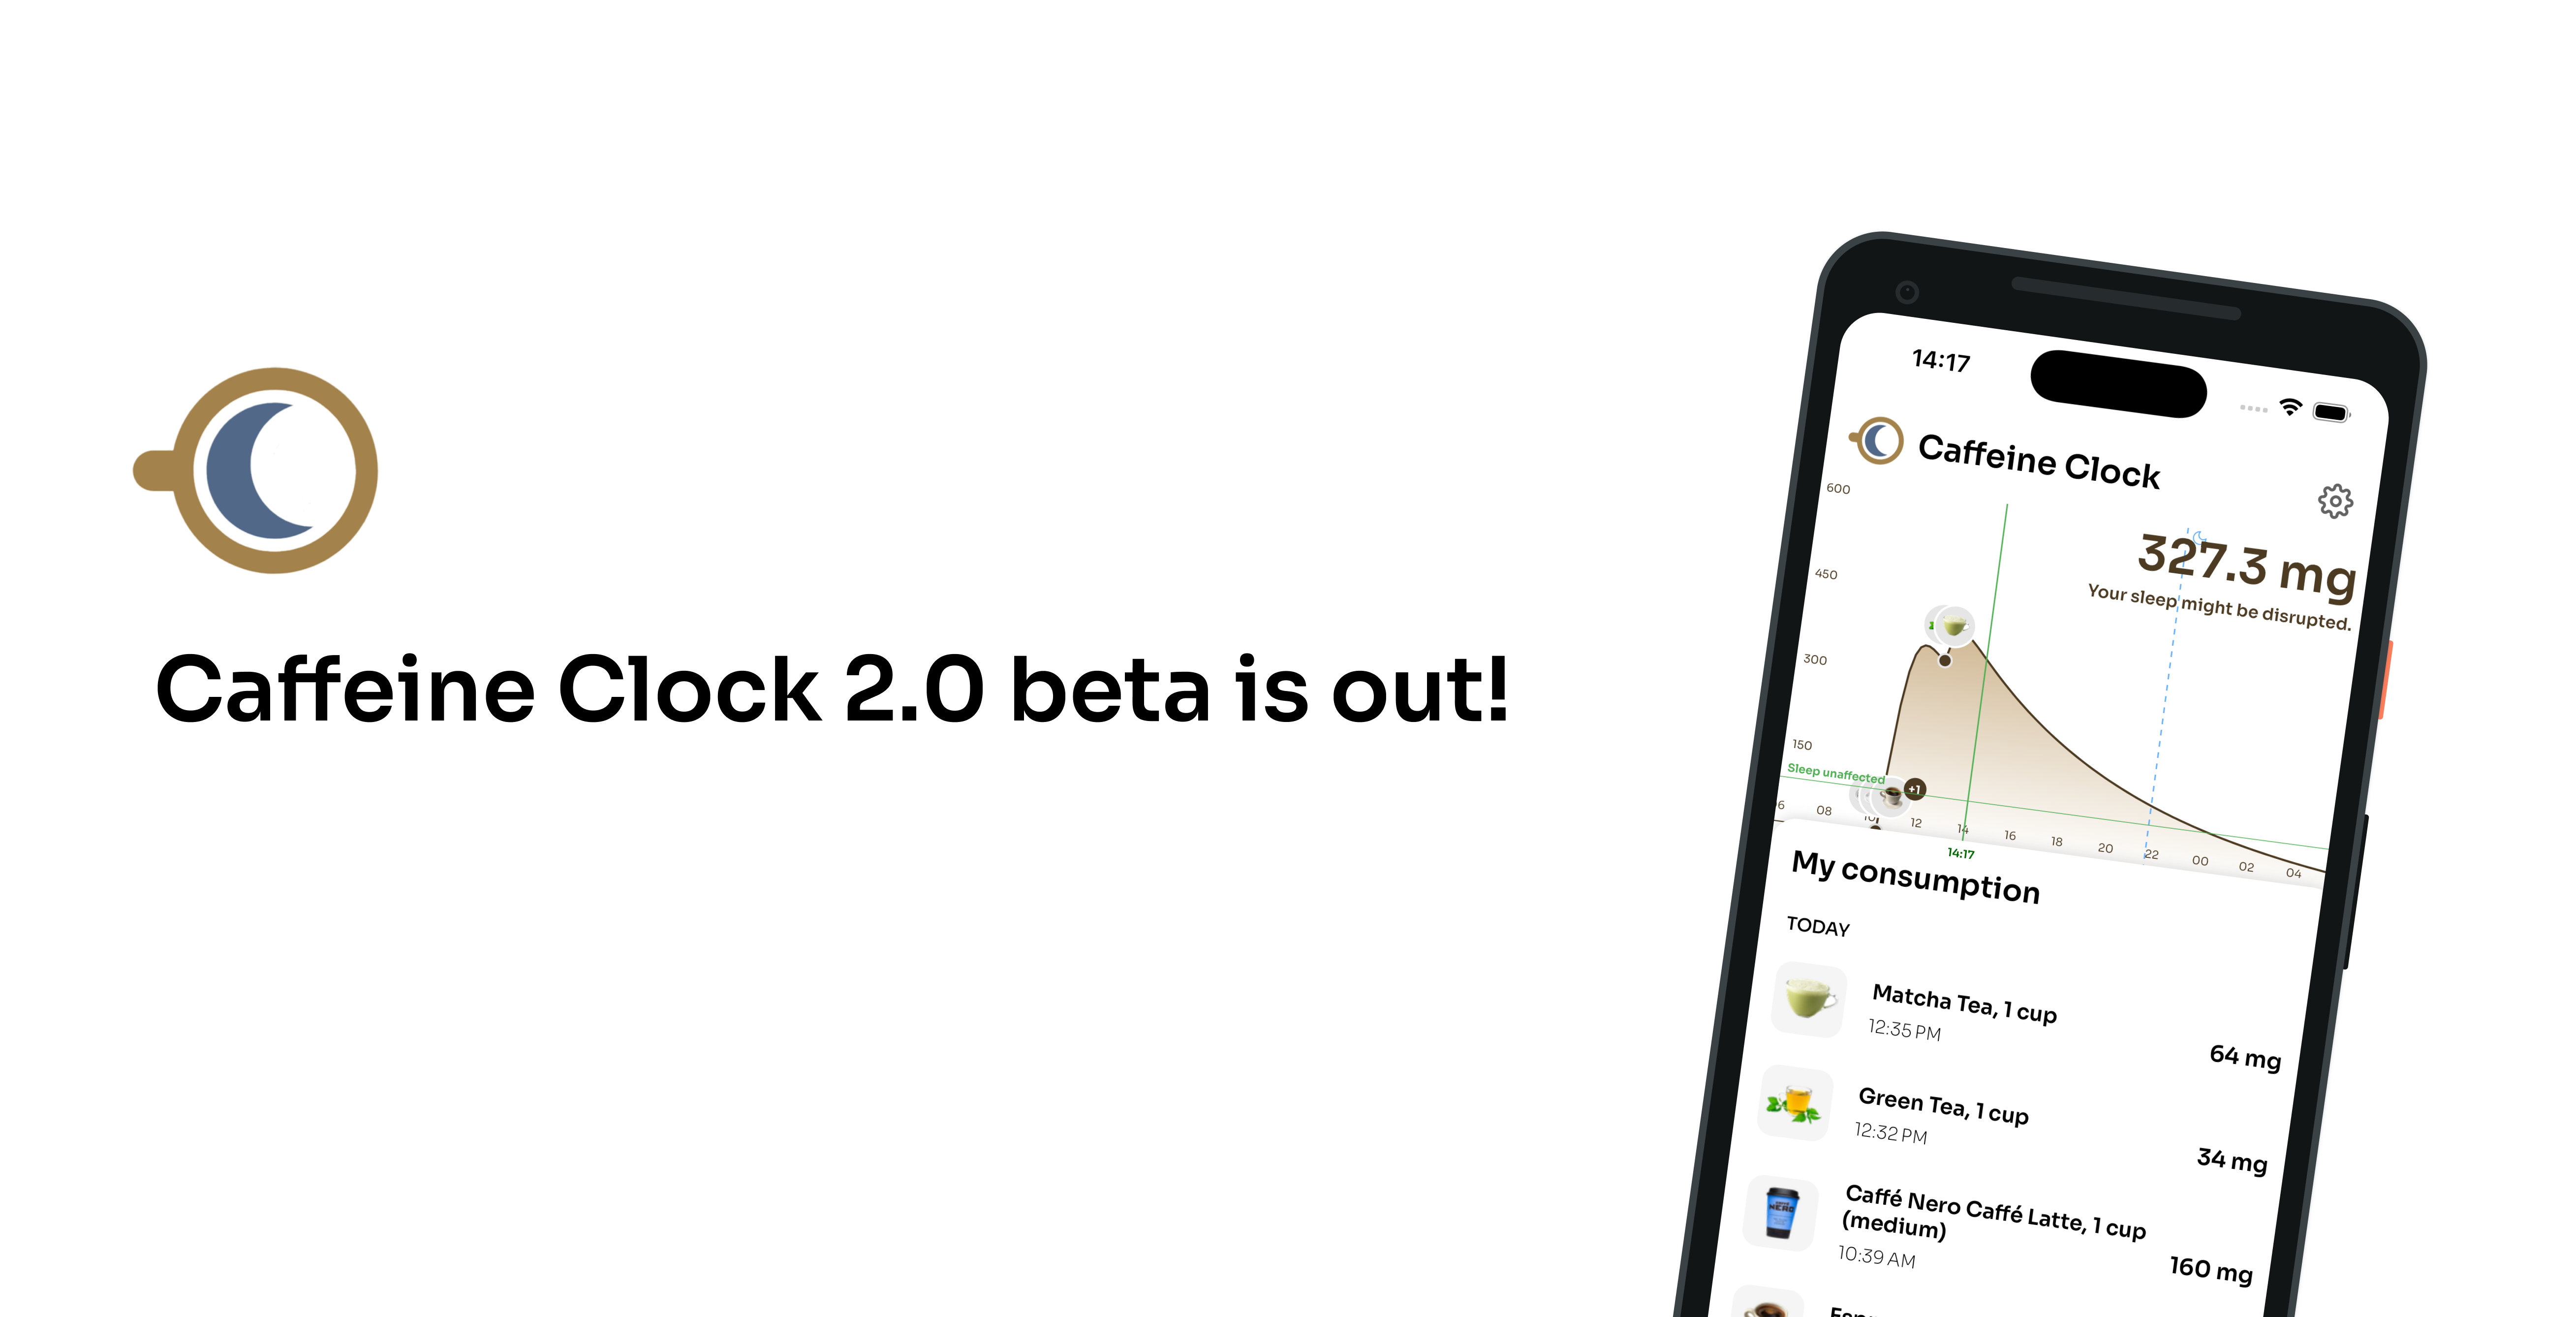 Caffeine Clock 2.0 beta is out!
14:17
Caffeine Clock
600
327.3 mg
Your sleep might be disrupted.
450
300
150
Sleep unaffected
+1
08 10 12 14 16 18 20 22 00 02 04
14:17
My consumption
TODAY
Matcha Tea, 1 cup
12:35 PM
64 mg
Green Tea, 1 cup
12:32 PM
34 mg
NERO
Caffé Nero Caffé Latte, 1 cup
(medium)
10:39 AM
160 mg